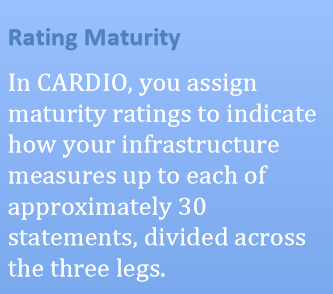 Rating Maturity
In CARDIO, you assign
maturity ratings to indicate
how your infrastructure
measures up to each of
approximately 30
statements, divided across
the three legs.